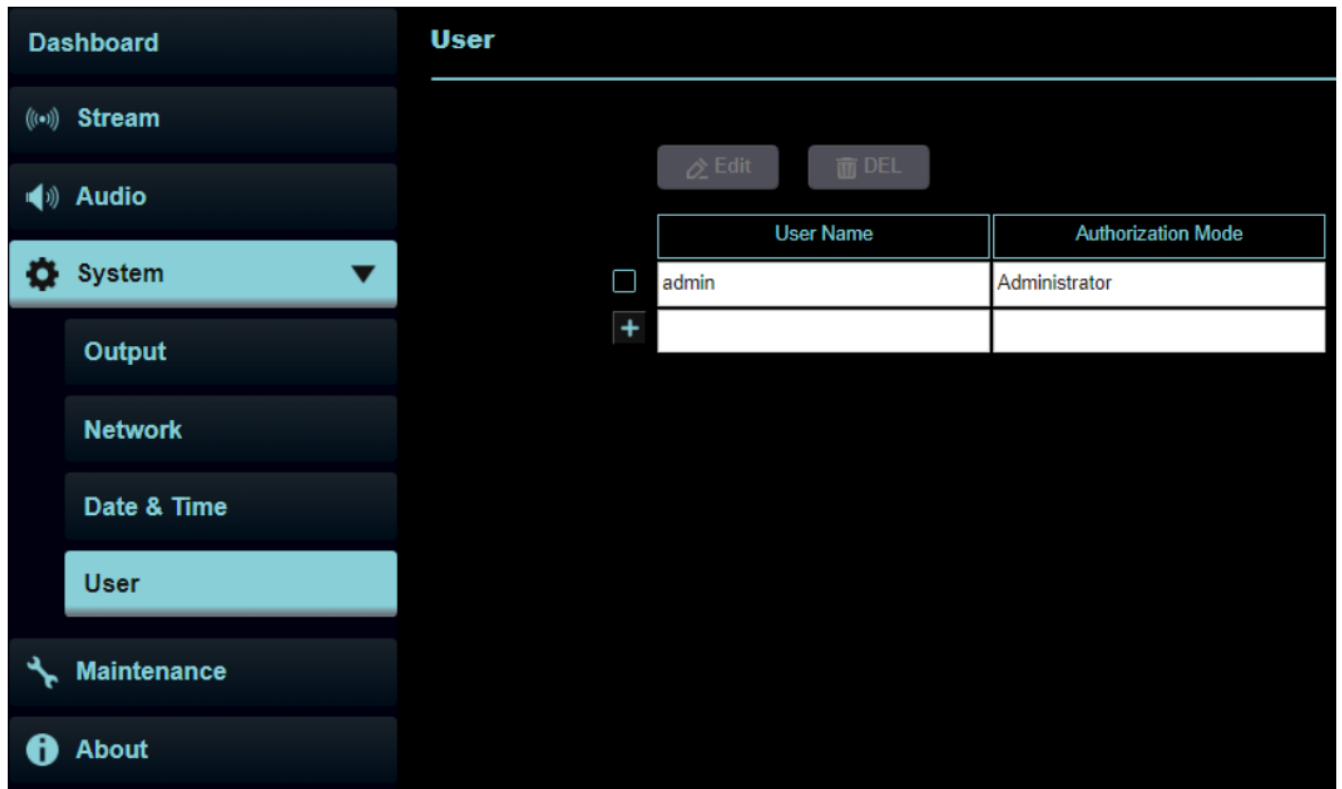 Dashboard
Stream
Audio
System
Output
Network
Date & Time
User
Maintenance
About
User
Edit
DEL
User Name
Authorization Mode
admin
Administrator